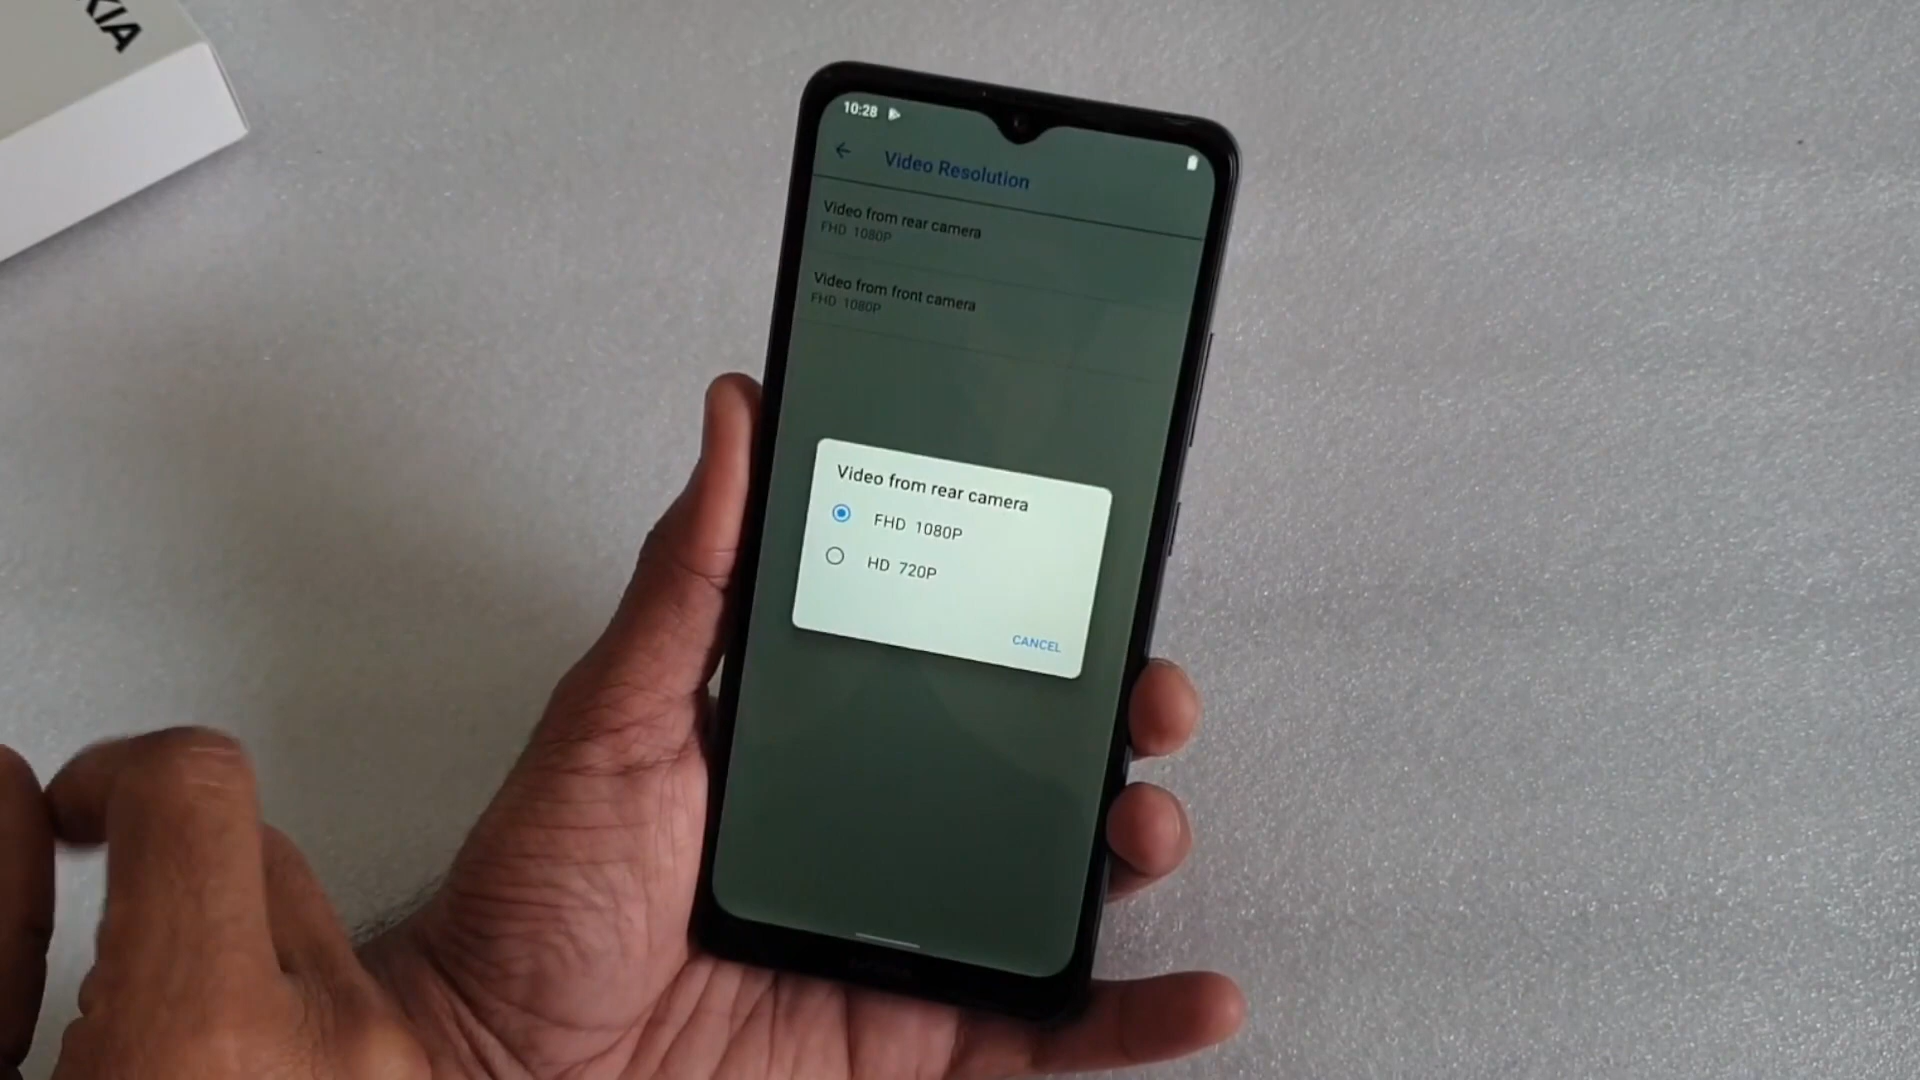 KIA
10:28
Video Resolution
Video from rear camera
FHD 1080P
Video from front camera
FHD 1080P
Video from rear camera
FHD 1080P
HD 720P
CANCEL